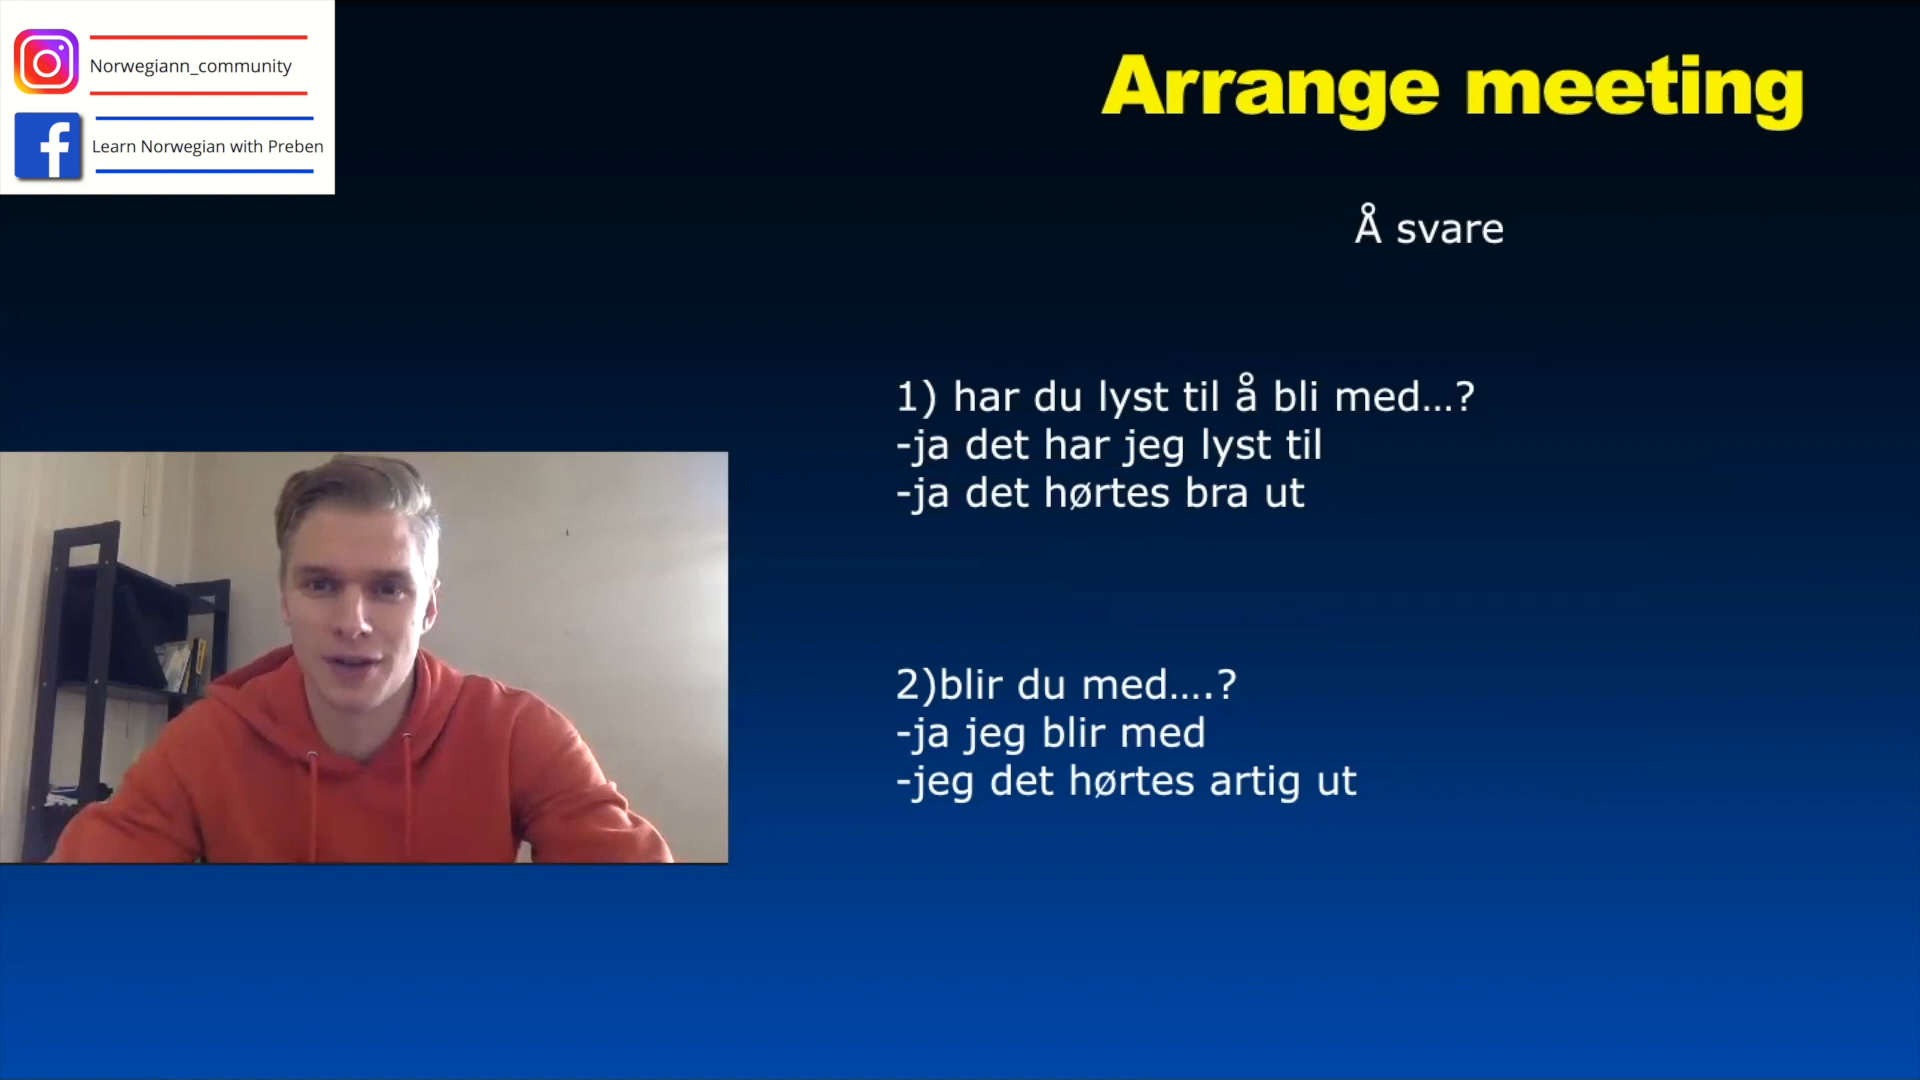 Norwegiann_community
Learn Norwegian with Preben
Arrange meeting
Å svare
1) har du lyst til å bli med...?
-ja det har jeg lyst til
-ja det hørtes bra ut
2)blir du med....?
-ja jeg blir med
-jeg det hørtes artig ut